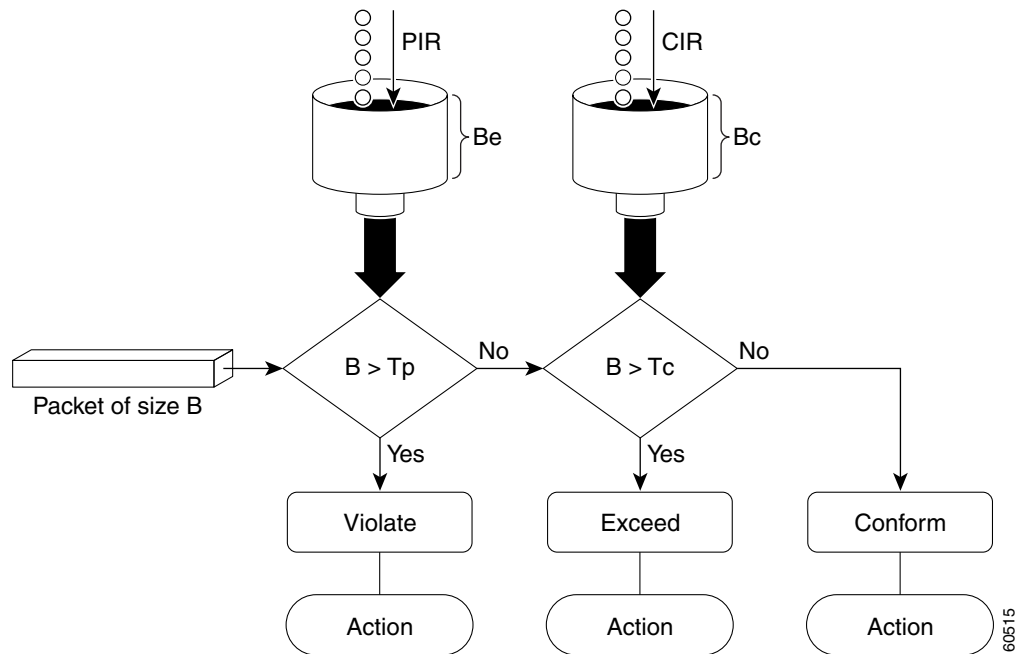 PIR
CIR
Be
Bc
B > Tp
No
B > Tc
No
Packet of size B
Yes
Yes
Violate
Exceed
Conform
Action
Action
Action
60515